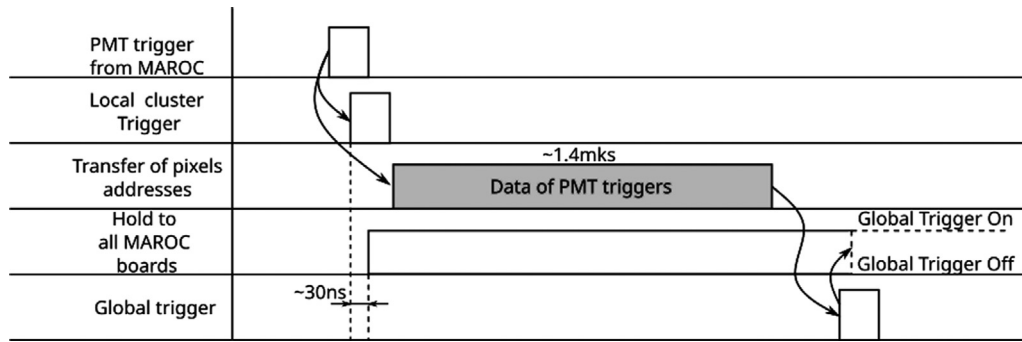 PMT trigger
from MAROC
Local cluster
Trigger
Transfer of pixels
addresses
~1.4mks
Data of PMT triggers
Hold to
all MAROC
boards
Global Trigger On
Global Trigger Off
~30ns
Global trigger